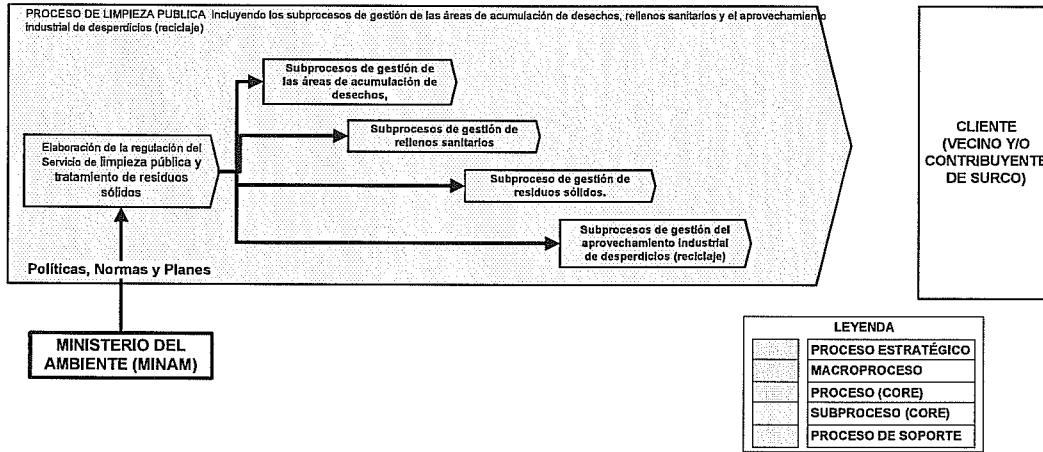 PROCESO DE LIMPIEZA PUBLICA Incluyendo los subprocesos de gestión de las áreas de acumulación de desechos, rellenos sanitarios y el aprovechamiento
industrial de desperdicios (reciclaje)
Subprocesos de gestión de
las áreas de acumulación de
desechos,
Subprocesos de gestión de
rellenos sanitarios
Elaboración de la regulación del
Servicio de limpieza pública y
tratamiento de residuos
sólidos
Subproceso de gestión de
residuos sólidos.
Subprocesos de gestión del
aprovechamiento industrial
de desperdicios (reciclaje)
Políticas, Normas y Planes
MINISTERIO DEL
AMBIENTE (MINAM)
CLIENTE
(VECINO Y/O
CONTRIBUYENTE
DE SURCO)
LEYENDA
PROCESO ESTRATÉGICO
MACROPROCESO
PROCESO (CORE)
SUBPROCESO (CORE)
PROCESO DE SOPORTE